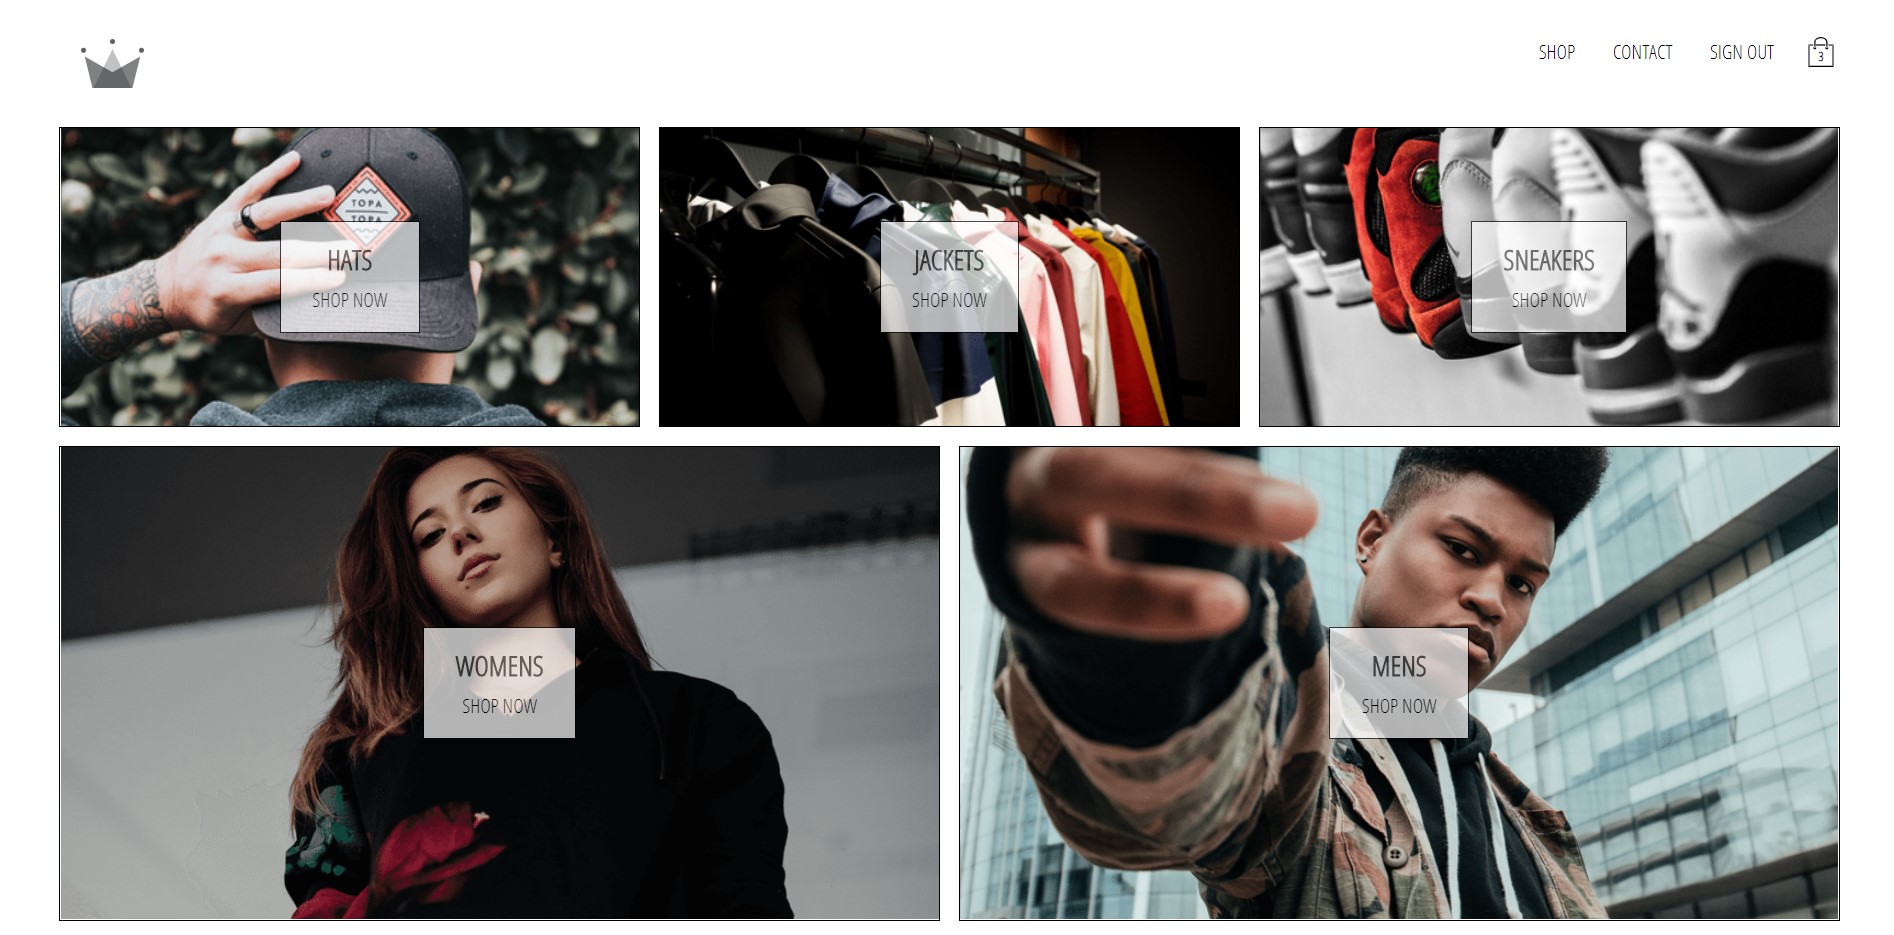 SHOP
CONTACT
SIGN OUT
3
TOPA
TOPA
HATS
SHOP NOW
JACKETS
SHOP NOW
SNEAKERS
SHOP NOW
WOMENS
SHOP NOW
MENS
SHOP NOW